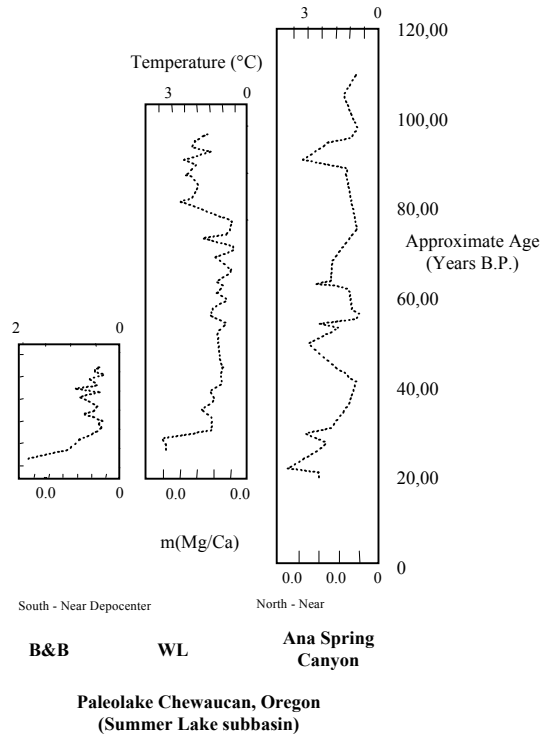 3 0
120,00
Temperature (°C)
3 0
100,00
80,00
Approximate Age
(Years B.P.)
60,00
2 0
40,00
20,00
0.0 0
0.0 0.0
m(Mg/Ca)
0
0.0 0.0 0
South - Near Depocenter
North - Near
B&B
WL
Ana Spring
Canyon
Paleolake Chewaucan, Oregon
(Summer Lake subbasin)